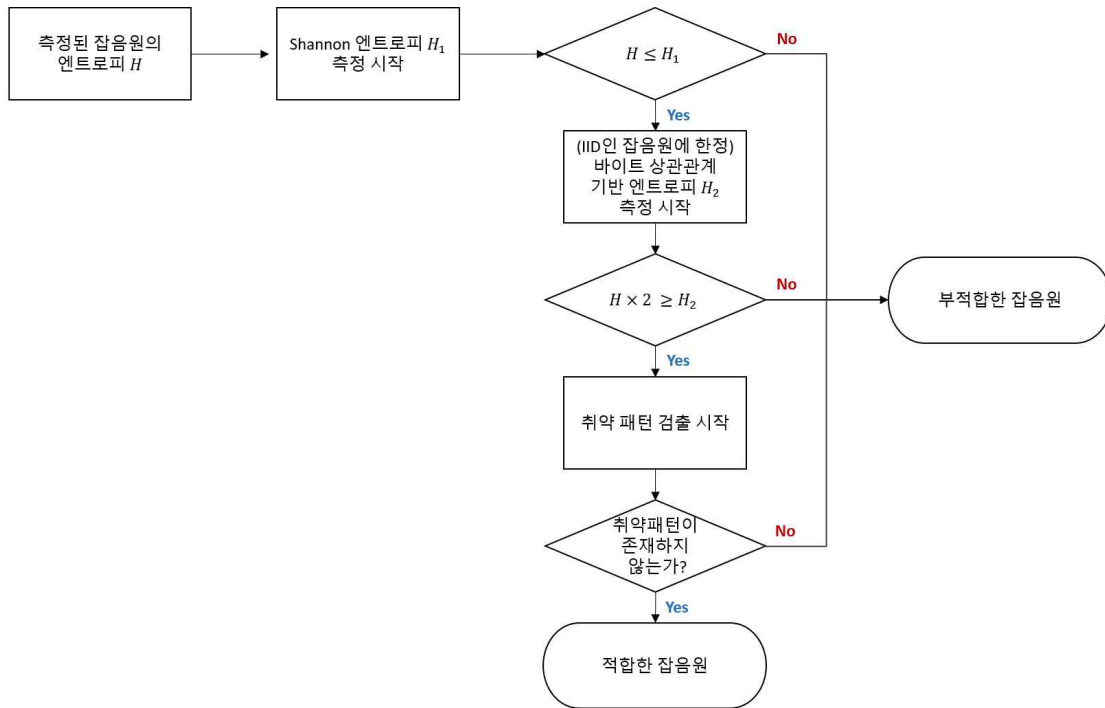 측정된 잡음원의
엔트로피 H
Shannon 엔트로피 H₁
측정 시작
H ≤ H₁
No
Yes
(IID인 잡음원에 한정)
바이트 상관관계
기반 엔트로피 H₂
측정 시작
H × 2 ≥ H₂
No
부적합한 잡음원
Yes
취약 패턴 검출 시작
취약패턴이
존재하지
않는가?
No
Yes
적합한 잡음원